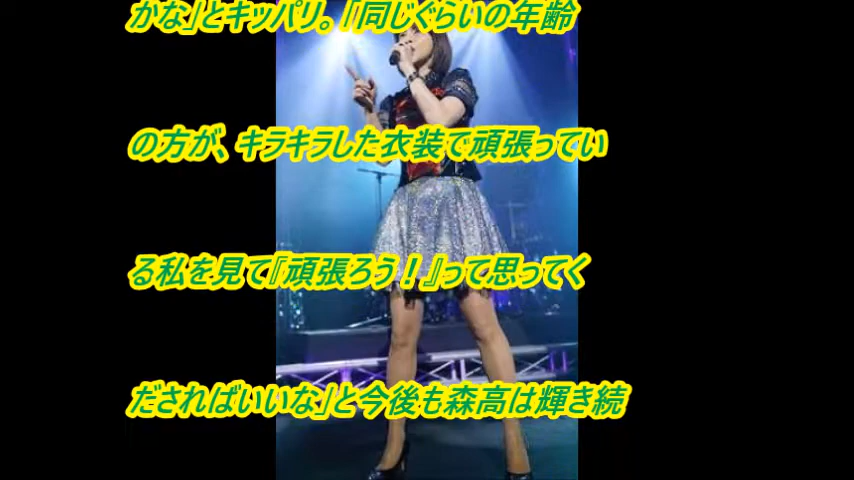 かな」とキッパリ。「同じぐらいの年齢
の方が、キラキラした衣装で頑張ってい
る私を見て『頑張ろう！』って思ってく
だされればいいな」と今後も森高は輝き続